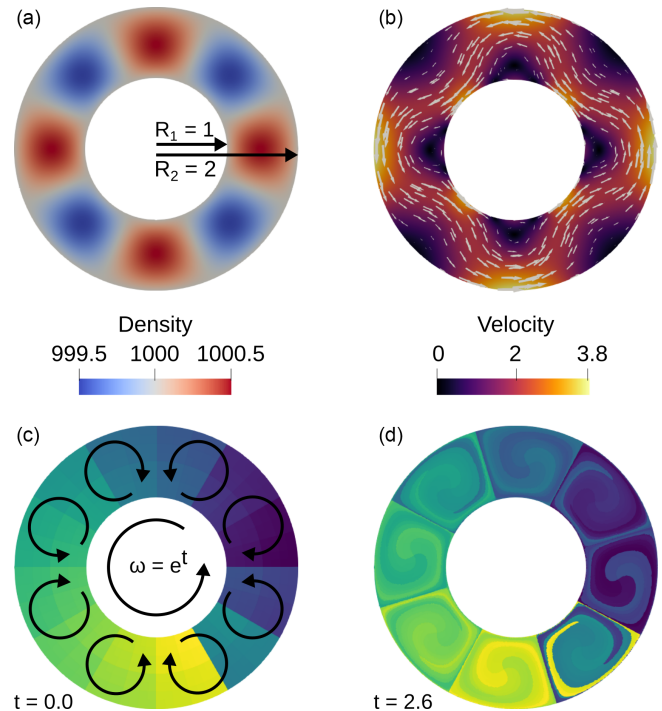 (a)
(b)
R₁ = 1
R₂ = 2
Density
Velocity
999.5 1000 1000.5
0 2 3.8
(c)
(d)
ω = eᵗ
t = 0.0
t = 2.6